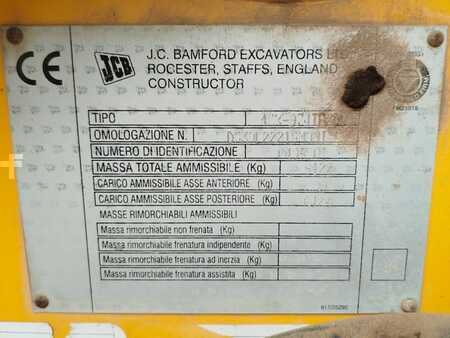 CE
JCB
J.C. BAMFORD EXCAVATORS LTD
ROCESTER, STAFFS, ENGLAND
CONSTRUCTOR
TIPO
OMOLOGAZIONE N.
NUMERO DI IDENTIFICAZIONE
MASSA TOTALE AMMISSIBILE (Kg)
CARICO AMMISSIBILE ASSE ANTERIORE (Kg)
CARICO AMMISSIBILE ASSE POSTERIORE (Kg)
MASSE RIMORCHIABILI AMMISSIBILI
Massa rimorchiabile non frenata (Kg)
Massa rimorchiabile frenatura indipendente (Kg)
Massa rimorchiabile frenatura ad inerzia (Kg)
Massa rimorchiabile frenatura assistita (Kg)